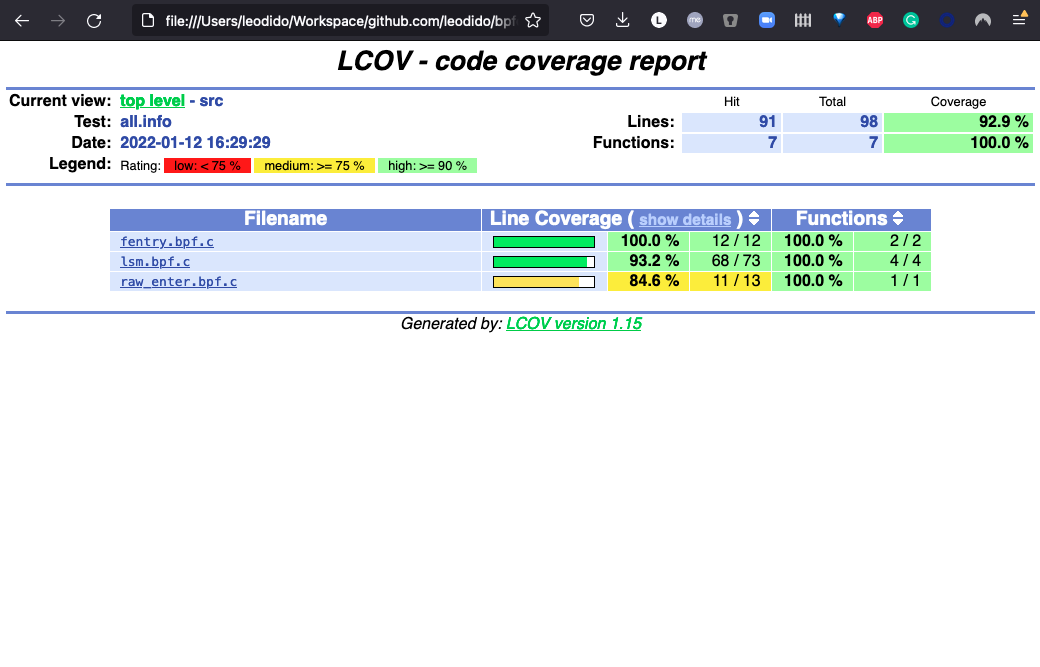 file:///Users/leodido/Workspace/github.com/leodido/bpf
L me ABP G
LCOV - code coverage report
Current view: top level - src
Hit Total Coverage
Test: all.info
Lines: 91 98 92.9 %
Date: 2022-01-12 16:29:29
Functions: 7 7 100.0 %
Legend: Rating: low: < 75 % medium: >= 75 % high: >= 90 %
Filename Line Coverage ( show details ) Functions
fentry.bpf.c 100.0 % 12 / 12 100.0 % 2 / 2
lsm.bpf.c 93.2 % 68 / 73 100.0 % 4 / 4
raw_enter.bpf.c 84.6 % 11 / 13 100.0 % 1 / 1
Generated by: LCOV version 1.15